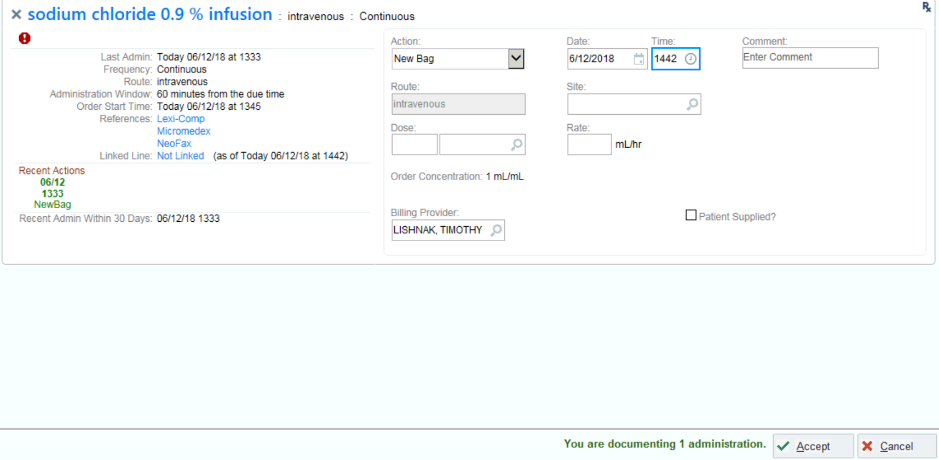 sodium chloride 0.9 % infusion : intravenous : Continuous
Last Admin: Today 06/12/18 at 1333
Frequency: Continuous
Route: intravenous
Administration Window: 60 minutes from the due time
Order Start Time: Today 06/12/18 at 1345
References: Lexi-Comp
Micromedex
NeoFax
Linked Line: Not Linked (as of Today 06/12/18 at 1442)
Recent Actions
06/12
1333
NewBag
Recent Admin Within 30 Days: 06/12/18 1333
Action: Date: Time: Comment:
New Bag 6/12/2018 1442 Enter Comment
Route: Site:
intravenous
Dose: Rate:
mL/hr
Order Concentration: 1 mL/mL
Billing Provider:
LISHNAK, TIMOTHY Patient Supplied?
You are documenting 1 administration. Accept Cancel